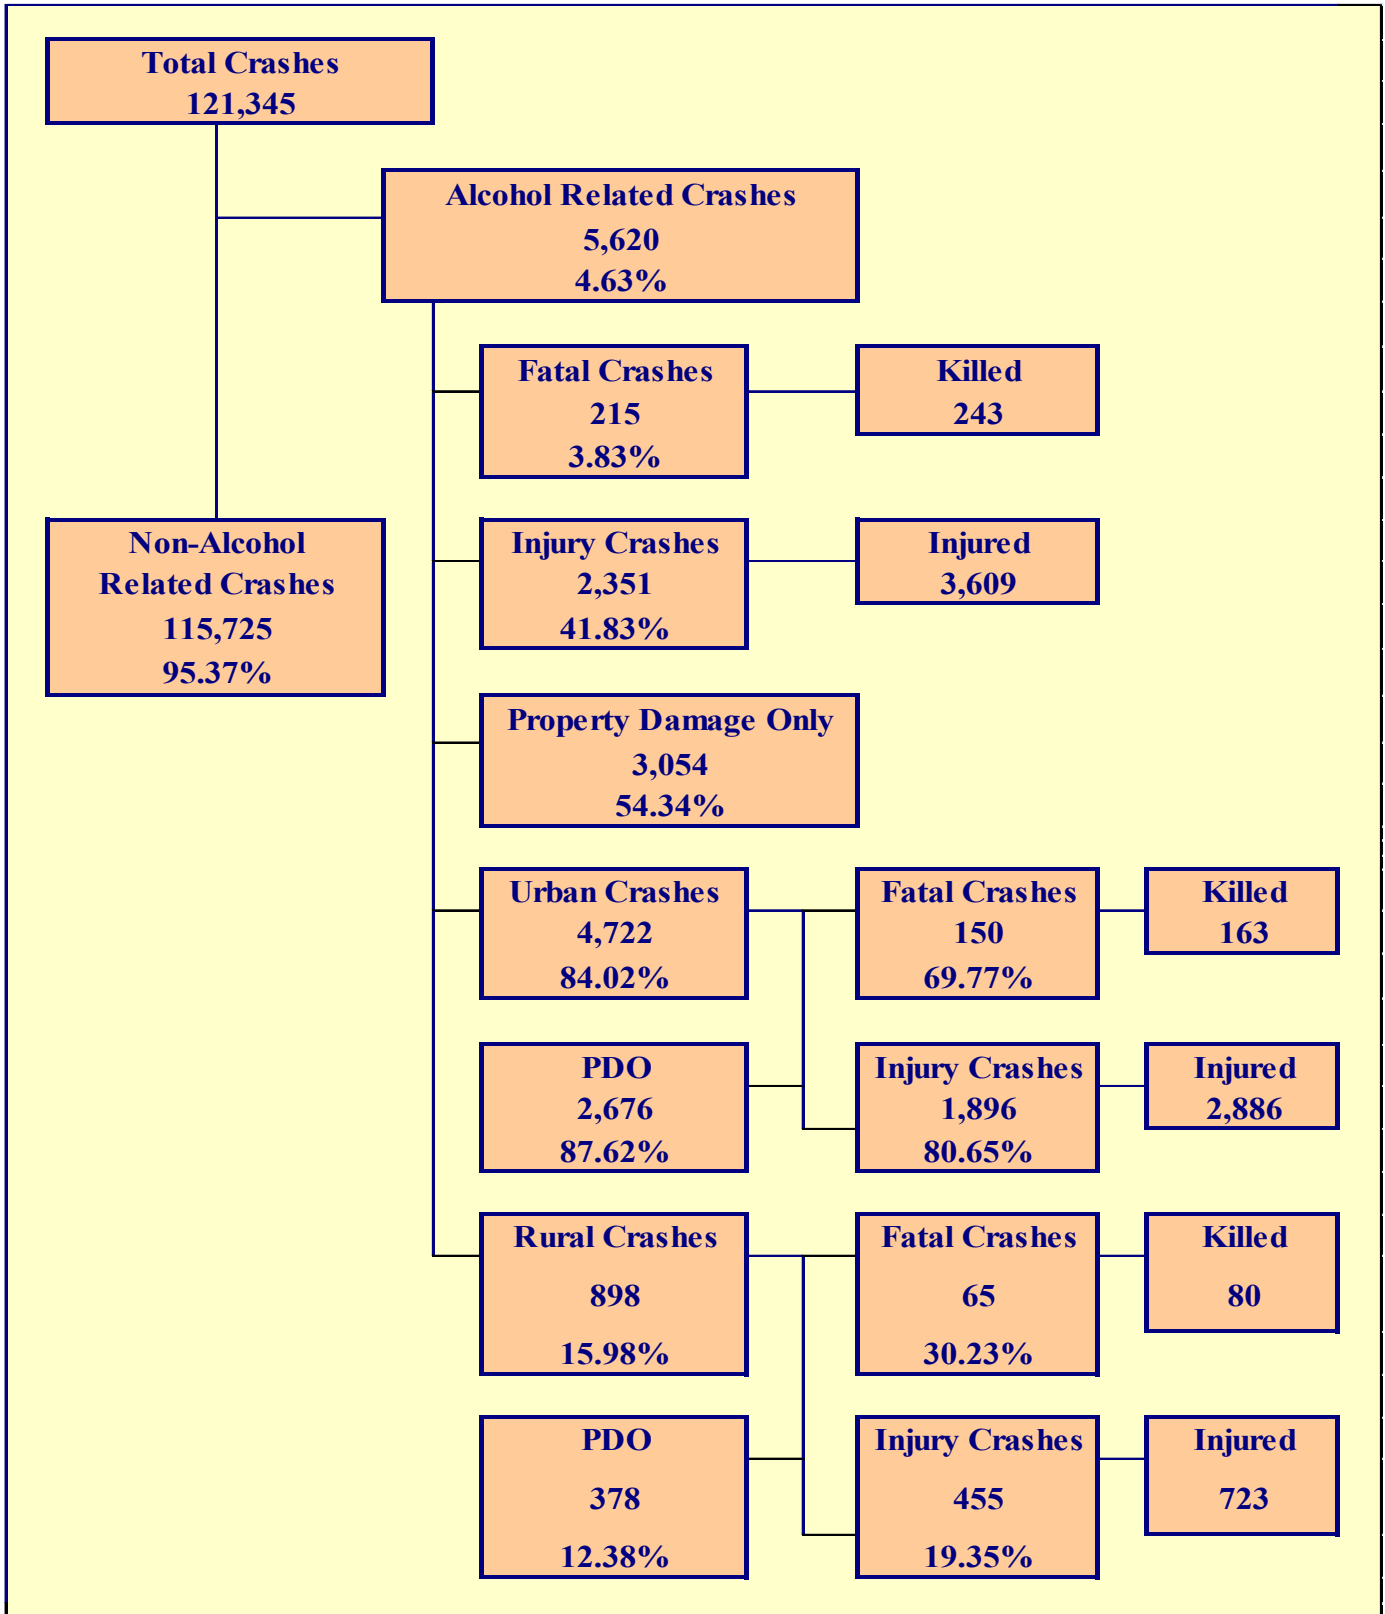 Total Crashes
121,345
Alcohol Related Crashes
5,620
4.63%
Fatal Crashes
215
3.83%
Killed
243
Non-Alcohol
Related Crashes
115,725
95.37%
Injury Crashes
2,351
41.83%
Injured
3,609
Property Damage Only
3,054
54.34%
Urban Crashes
4,722
84.02%
Fatal Crashes
150
69.77%
Killed
163
PDO
2,676
87.62%
Injury Crashes
1,896
80.65%
Injured
2,886
Rural Crashes
898
15.98%
Fatal Crashes
65
30.23%
Killed
80
PDO
378
12.38%
Injury Crashes
455
19.35%
Injured
723